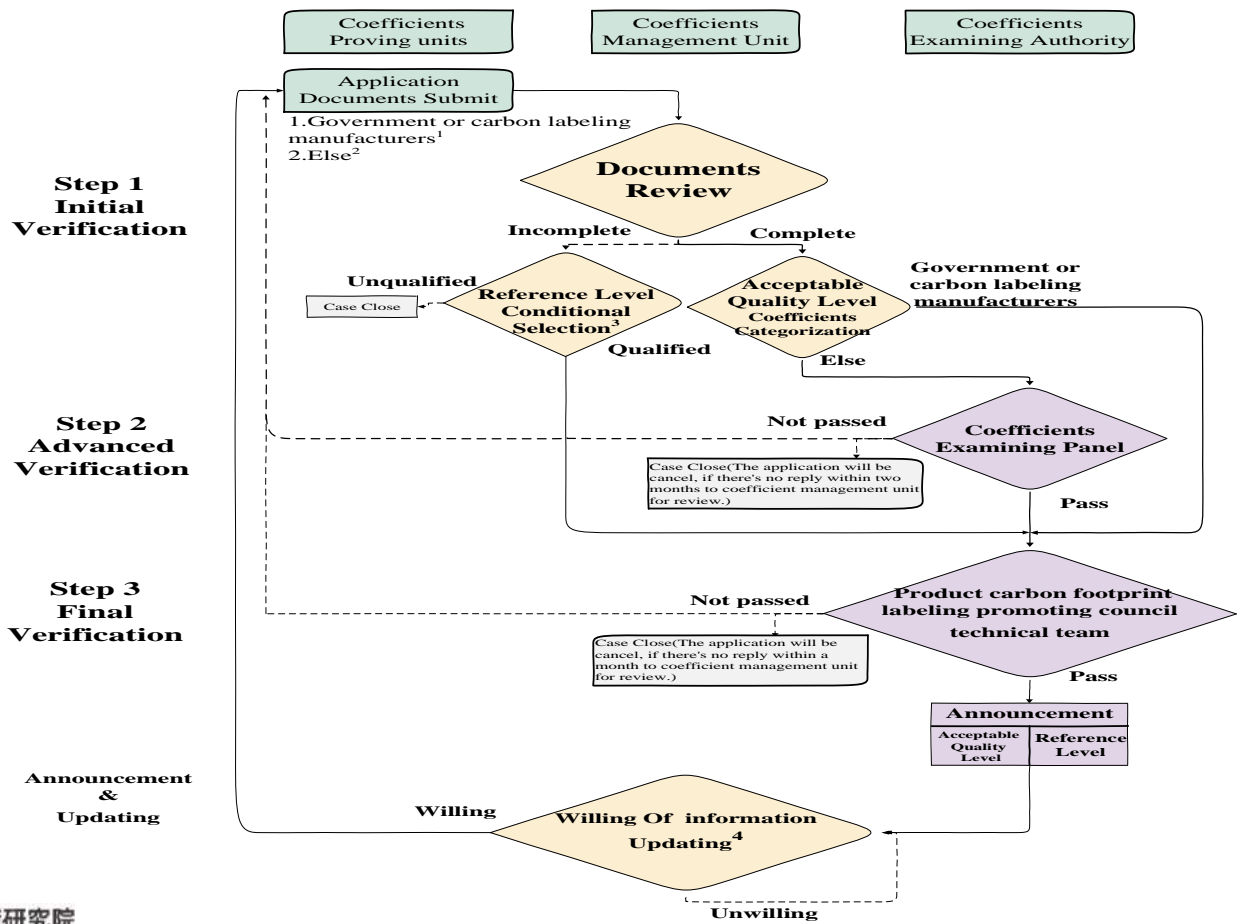 Coefficients
Proving units
Coefficients
Management Unit
Coefficients
Examining Authority
Application
Documents Submit
1.Government or carbon labeling
manufacturers¹
2.Else²
Step 1
Initial
Verification
Documents
Review
Incomplete
Complete
Unqualified
Case Close
Reference Level
Conditional
Selection³
Qualified
Acceptable
Quality Level
Coefficients
Categorization
Government or
carbon labeling
manufacturers
Else
Step 2
Advanced
Verification
Not passed
Coefficients
Examining Panel
Case Close(The application will be
cancel, if there's no reply within two
months to coefficient management unit
for review.)
Pass
Step 3
Final
Verification
Not passed
Product carbon footprint
labeling promoting council
technical team
Case Close(The application will be
cancel, if there's no reply within a
month to coefficient management unit
for review.)
Pass
Announcement
Acceptable
Quality
Level
Reference
Level
Announcement
&
Updating
Willing
Willing Of information
Updating⁴
Unwilling
研究院